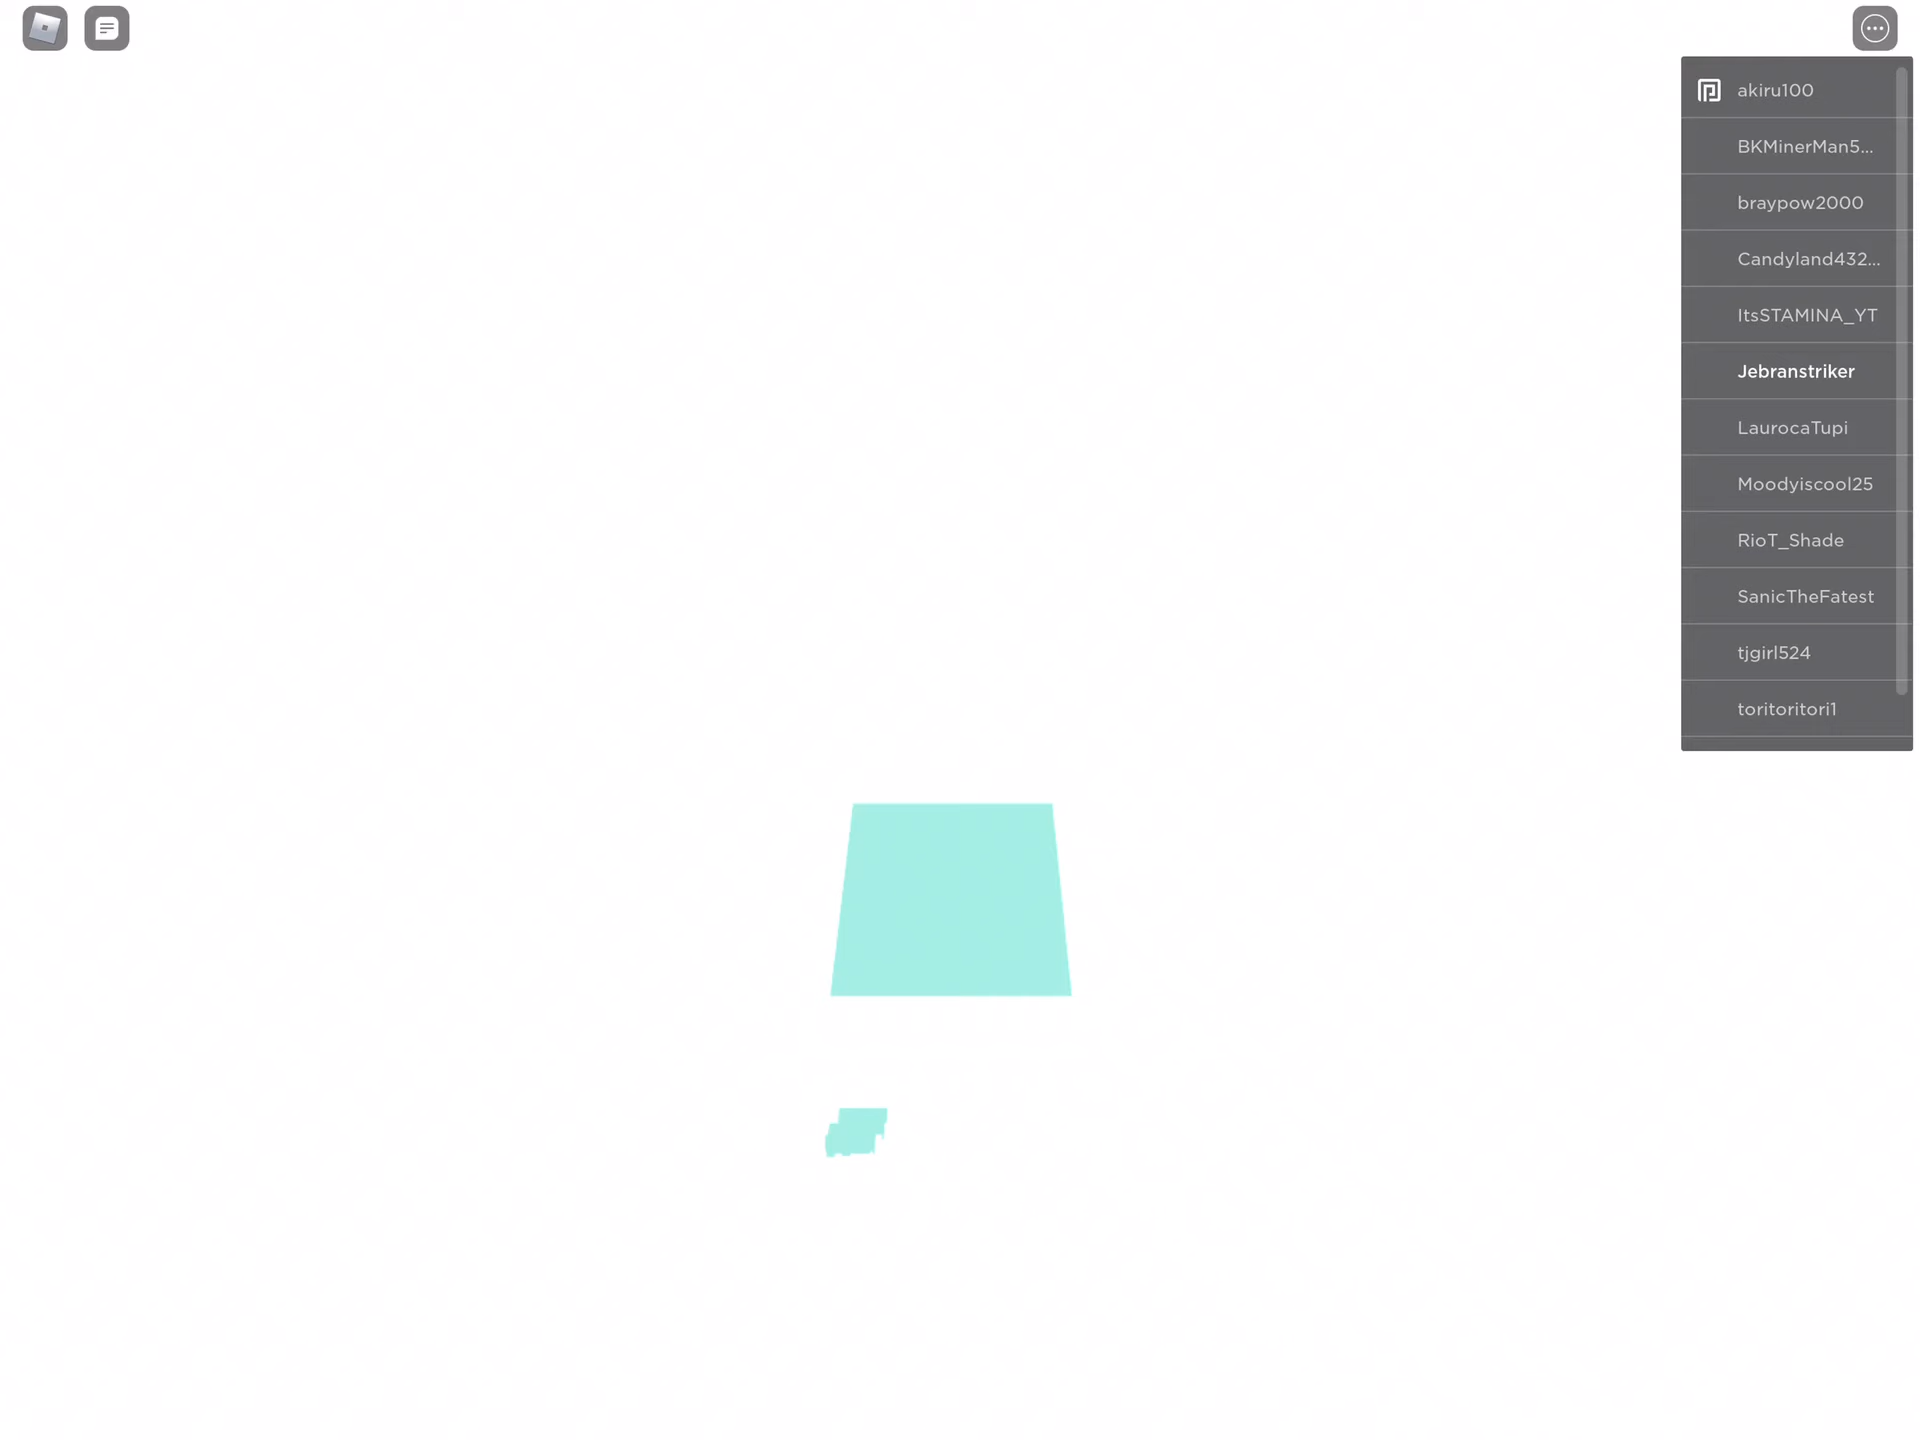 akiru100
BKMinerMan5...
braypow2000
Candyland432...
ItsSTAMINA_YT
Jebranstriker
LaurocaTupi
Moodyiscool25
RioT_Shade
SanicTheFatest
tjgirl524
toritoritori1